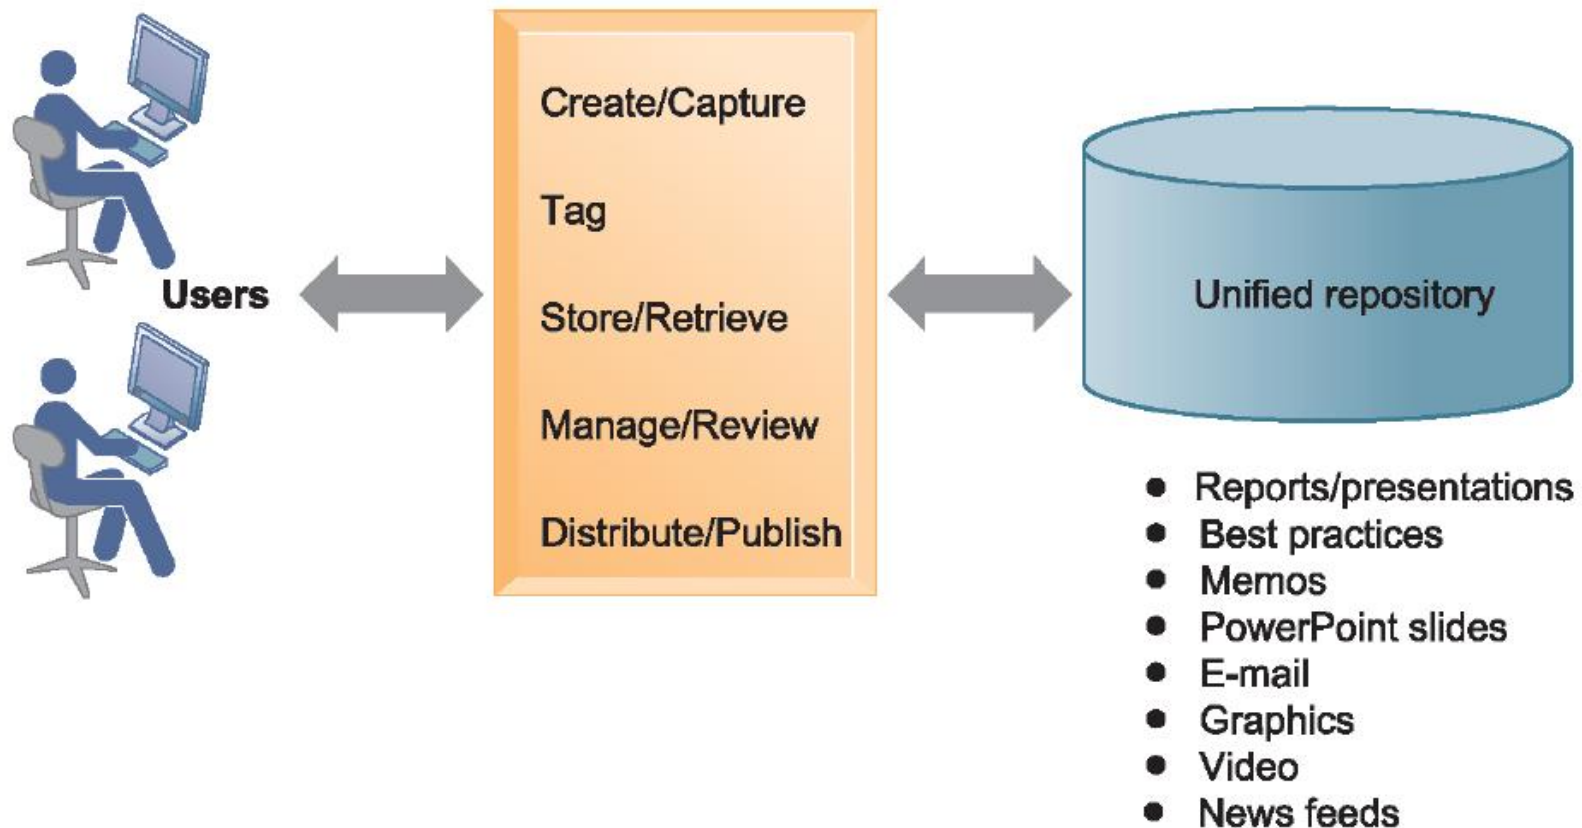 Users
Create/Capture
Tag
Store/Retrieve
Manage/Review
Distribute/Publish
Unified repository
● Reports/presentations
● Best practices
● Memos
● PowerPoint slides
● E-mail
● Graphics
● Video
● News feeds